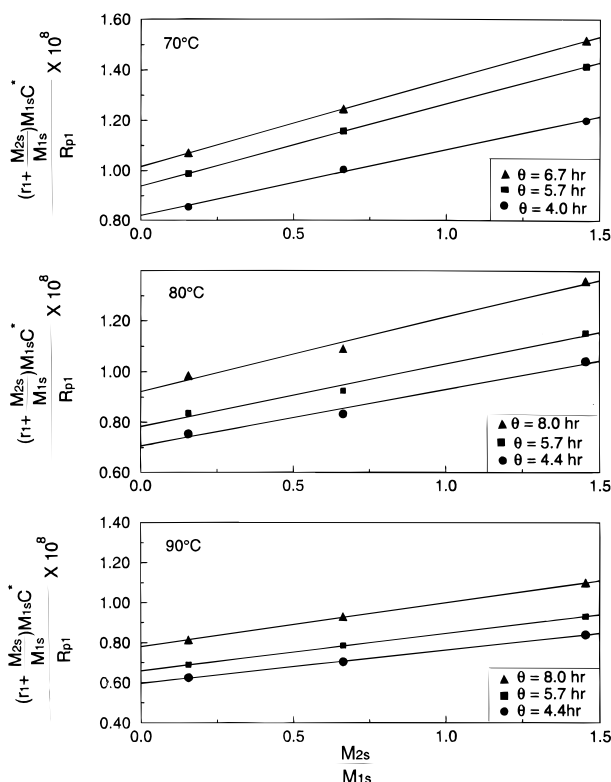 1.60
1.40
1.20
1.00
0.80
70°C
(r1+ M2s/M1s)M1sC* / Rp1 X 10^8
▲ θ = 6.7 hr
■ θ = 5.7 hr
● θ = 4.0 hr
0.0 0.5 1.0 1.5
1.20
1.00
0.80
0.60
80°C
(r1+ M2s/M1s)M1sC* / Rp1 X 10^8
▲ θ = 8.0 hr
■ θ = 5.7 hr
● θ = 4.4 hr
0.0 0.5 1.0 1.5
1.40
1.20
1.00
0.80
0.60
0.40
90°C
(r1+ M2s/M1s)M1sC* / Rp1 X 10^8
▲ θ = 8.0 hr
■ θ = 5.7 hr
● θ = 4.4hr
0.0 0.5 1.0 1.5
M2s
M1s